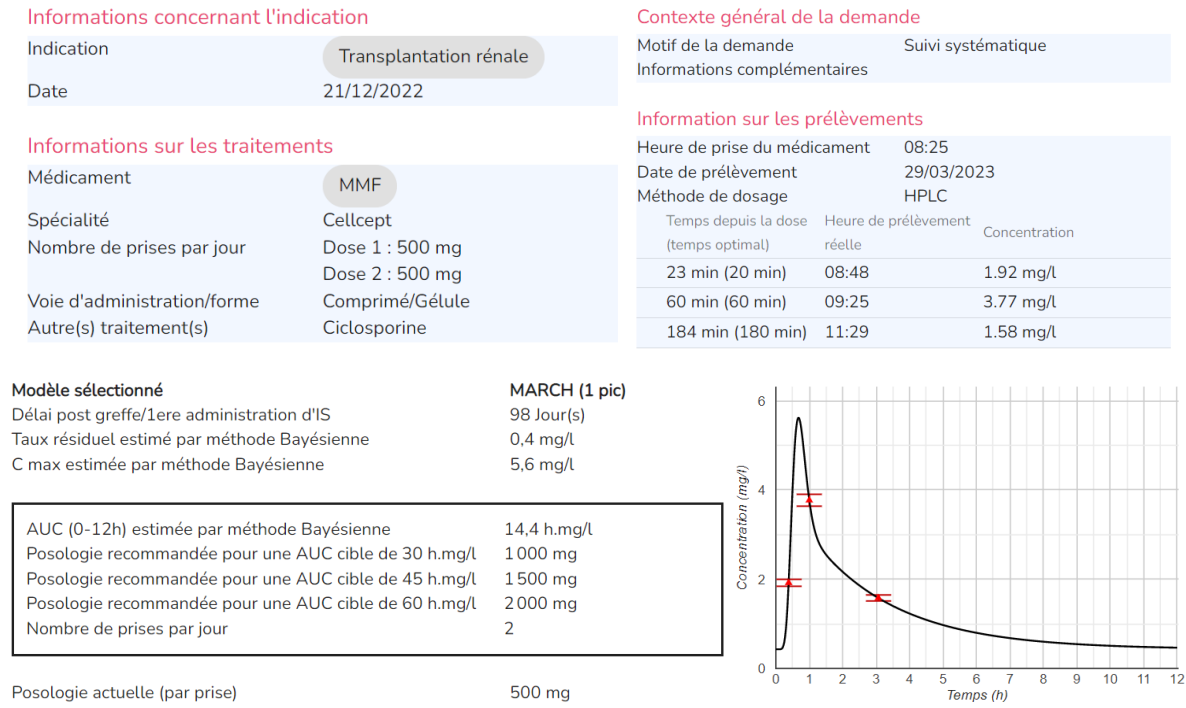 Informations concernant l'indication
Indication Transplantation rénale
Date 21/12/2022
Informations sur les traitements
Médicament MMF
Spécialité Cellcept
Nombre de prises par jour Dose 1 : 500 mg
Dose 2 : 500 mg
Voie d'administration/forme Comprimé/Gélule
Autre(s) traitement(s) Ciclosporine
Contexte général de la demande
Motif de la demande Suivi systématique
Informations complémentaires
Information sur les prélèvements
Heure de prise du médicament 08:25
Date de prélèvement 29/03/2023
Méthode de dosage HPLC
Temps depuis la dose Heure de prélèvement Concentration
(temps optimal) réelle
23 min (20 min) 08:48 1.92 mg/l
60 min (60 min) 09:25 3.77 mg/l
184 min (180 min) 11:29 1.58 mg/l
Modèle sélectionné MARCH (1 pic)
Délai post greffe/1ere administration d'IS 98 Jour(s)
Taux résiduel estimé par méthode Bayésienne 0,4 mg/l
C max estimée par méthode Bayésienne 5,6 mg/l
AUC (0-12h) estimée par méthode Bayésienne 14,4 h.mg/l
Posologie recommandée pour une AUC cible de 30 h.mg/l 1 000 mg
Posologie recommandée pour une AUC cible de 45 h.mg/l 1 500 mg
Posologie recommandée pour une AUC cible de 60 h.mg/l 2 000 mg
Nombre de prises par jour 2
Posologie actuelle (par prise) 500 mg
Concentration (mg/l)
6
4
2
0
0 1 2 3 4 5 6 7 8 9 10 11 12
Temps (h)